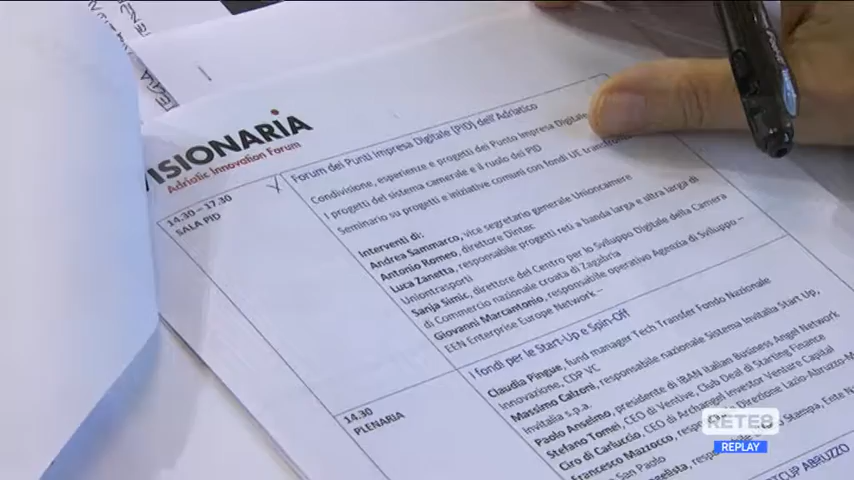 VISIONARIA
Adriatic Innovation Forum
14.30 – 17.30
SALA PID
Forum dei Punti Impresa Digitale (PID) dell'Adriatico
Condivisione, esperienze e progetti dei Punto Impresa Digitale
I progetti del sistema camerale e il ruolo dei PID
Seminario su progetti e iniziative comuni con fondi UE
Interventi di:
Andrea Sammarco, vice segretario generale Unioncamere
Antonio Romeo, direttore Dintec
Luca Zanetta, responsabile progetti reti a banda larga e ultra larga di
Uniontrasporti
Sanja Simic, direttore del Centro per lo Sviluppo Digitale della Camera
di Commercio nazionale croata di Zagabria
Giovanni Marcantonio, responsabile operativo Agenzia di Sviluppo –
EEN Enterprise Europe Network –
14.30
PLENARIA
I fondi per le Start-Up e Spin-Off
Claudia Pingue, fund manager Tech Transfer Fondo Nazionale
Innovazione, CDP VC
Massimo Calzoni, responsabile nazionale Sistema Invitalia Start Up,
Invitalia s.p.a.
Paolo Anselmo, presidente di IBAN Italian Business Angel Network
Stefano Tomei, CEO di Ventive, Club Deal di Starting Finance
Ciro di Carluccio, CEO di Archangel Investor Venture Capital
Francesco Mazzocco, Direzione Lazio-Abruzzo-M
San Paolo
Stampa, Ente N
CUP ABRUZZO
RETE8
REPLAY